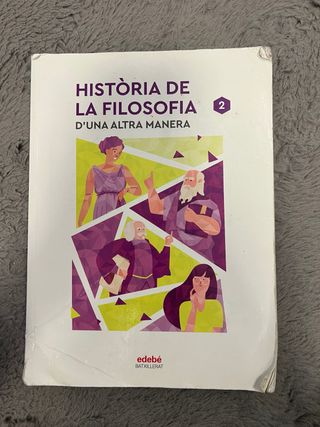 HISTÒRIA DE
LA FILOSOFIA 2
D'UNA ALTRA MANERA
edebé
BATXILLERAT